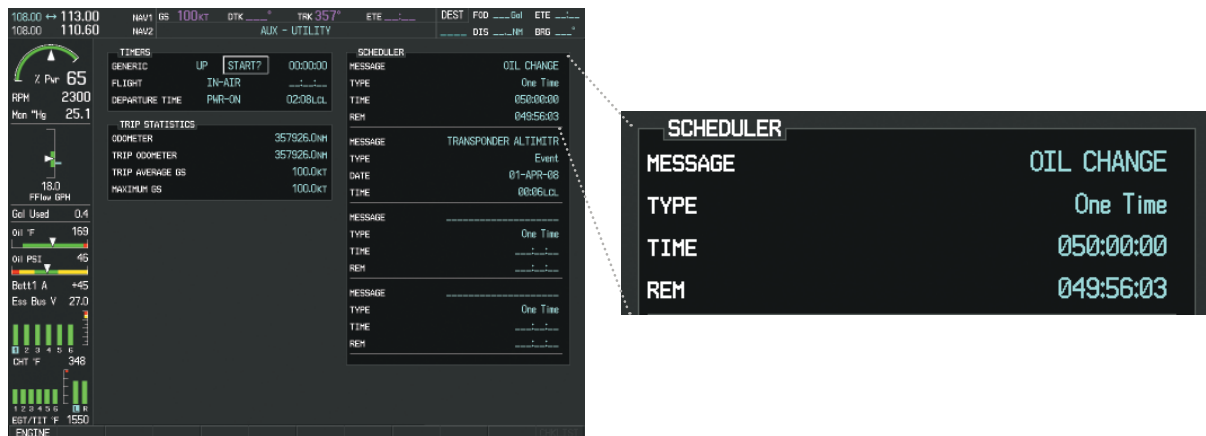 108.00 ↔ 113.00 NAV1 GS 100KT DTK ___° TRK 357° ETE __:__ DEST FOD ___Gal ETE __:__
108.00 110.60 NAV2 AUX - UTILITY ____ DIS __._NM BRG ___°
% Pwr 65
RPM 2300
Man "Hg 25.1
18.0
FFlow GPH
Gal Used 0.4
Oil °F 169
Oil PSI 46
Batt1 A +45
Ess Bus V 27.0
1 2 3 4 5 6
CHT °F 348
1 2 3 4 5 6 L R
EGT/TIT °F 1550
ENGINE
TIMERS
GENERIC UP START? 00:00:00
FLIGHT IN-AIR __:__:__
DEPARTURE TIME PWR-ON 02:08LCL
TRIP STATISTICS
ODOMETER 357926.0NM
TRIP ODOMETER 357926.0NM
TRIP AVERAGE GS 100.0KT
MAXIMUM GS 100.0KT
SCHEDULER
MESSAGE OIL CHANGE
TYPE One Time
TIME 050:00:00
REM 049:56:03
MESSAGE TRANSPONDER ALTIMITR
TYPE Event
DATE 01-APR-08
TIME 00:06LCL
MESSAGE ____________________
TYPE One Time
TIME ___:__:__
REM ___:__:__
MESSAGE ____________________
TYPE One Time
TIME ___:__:__
REM ___:__:__
SCHEDULER
MESSAGE OIL CHANGE
TYPE One Time
TIME 050:00:00
REM 049:56:03